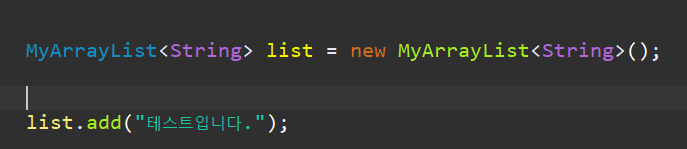 MyArrayList<String> list = new MyArrayList<String>();
list.add("테스트입니다.");